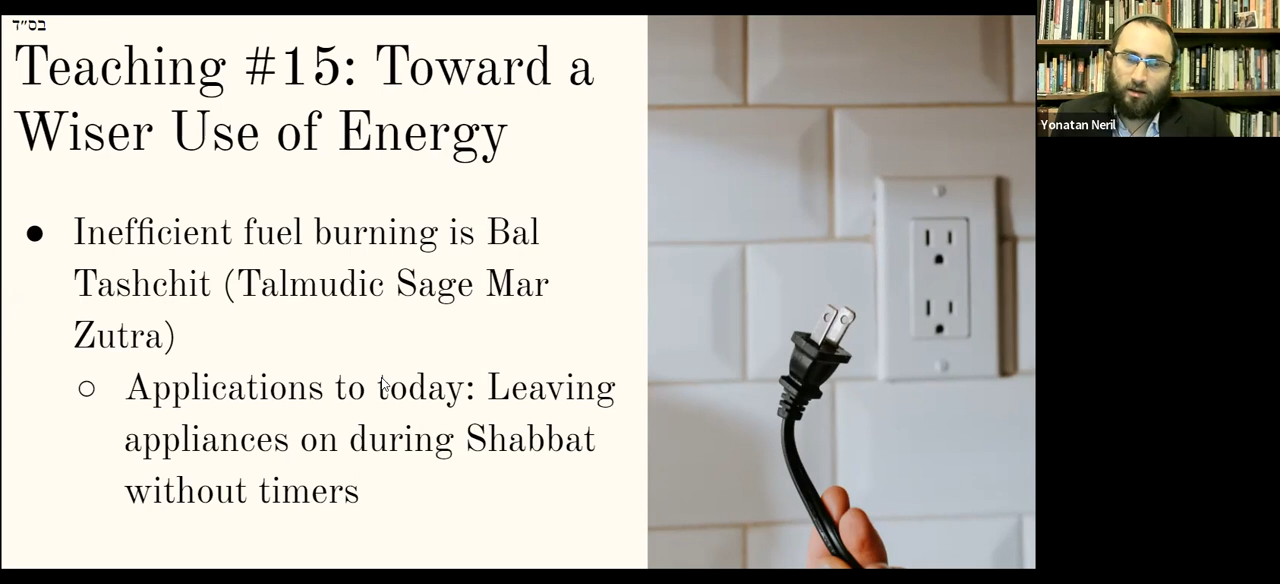 בס״ד
Teaching #15: Toward a
Wiser Use of Energy
● Inefficient fuel burning is Bal
Tashchit (Talmudic Sage Mar
Zutra)
○ Applications to today: Leaving
appliances on during Shabbat
without timers
Yonatan Neril